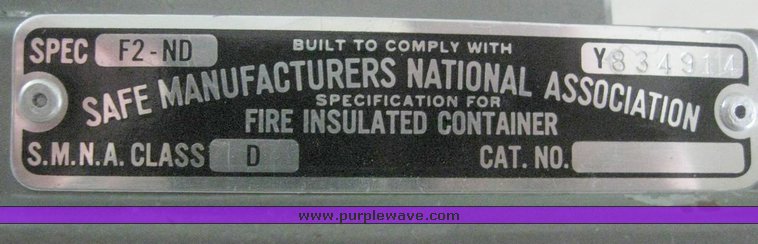 SPEC F2-ND BUILT TO COMPLY WITH Y834914
SAFE MANUFACTURERS NATIONAL ASSOCIATION
SPECIFICATION FOR
FIRE INSULATED CONTAINER
S.M.N.A. CLASS D CAT. NO.
www.purplewave.com